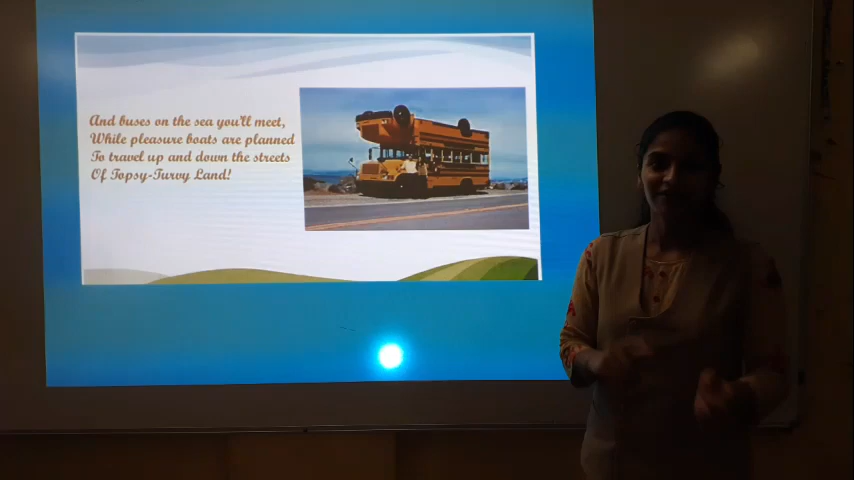 And buses on the sea you'll meet,
While pleasure boats are planned
To travel up and down the streets
Of Topsy-Turvy Land!